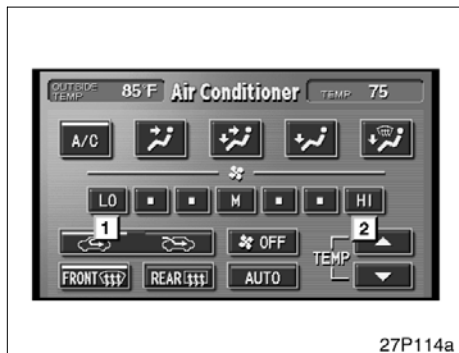 OUTSIDE TEMP 85°F Air Conditioner TEMP 75
A/C
LO M HI
1 2
OFF TEMP
FRONT REAR AUTO
27P114a